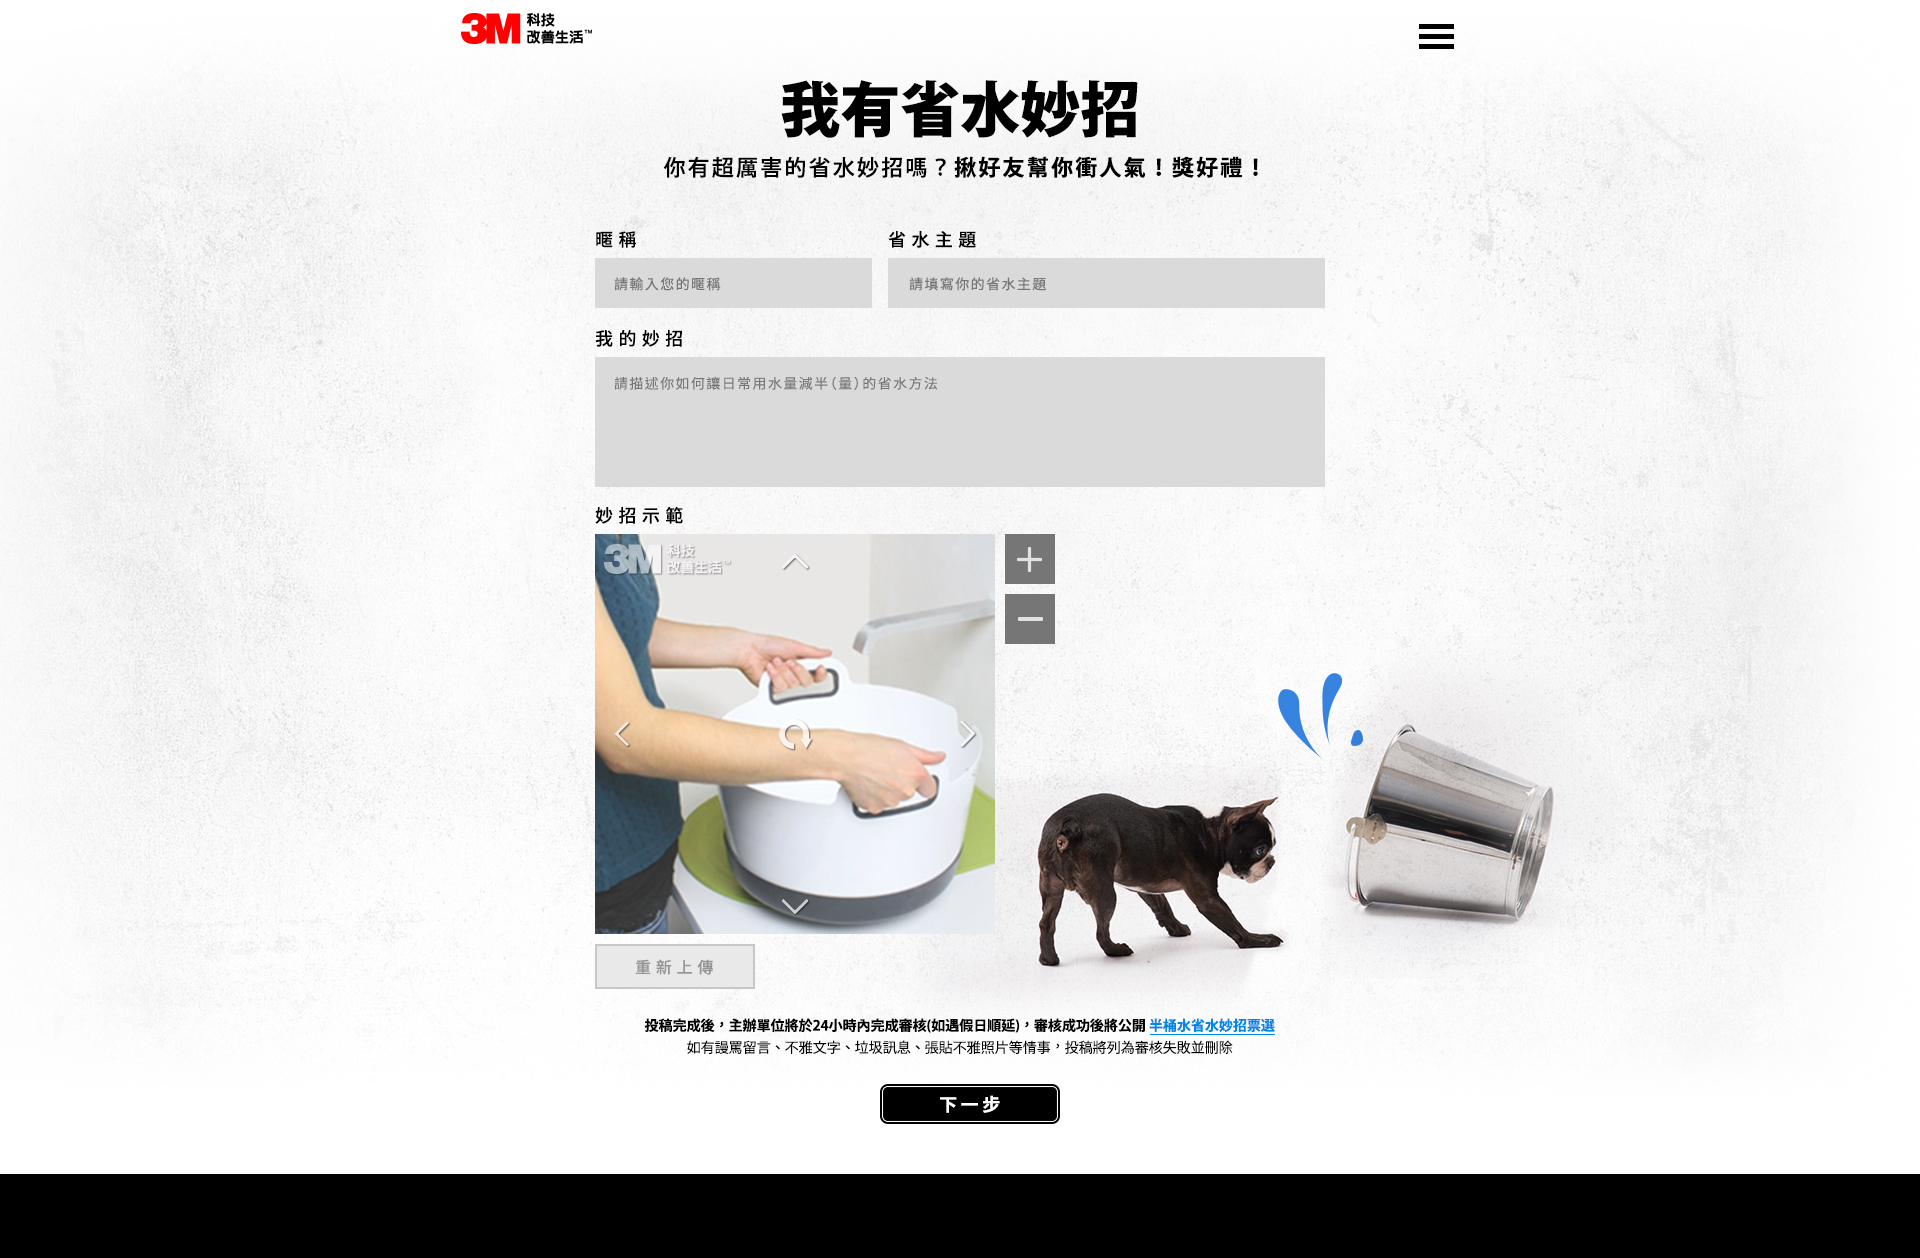 3M 科技
改善生活™
我有省水妙招
你有超厲害的省水妙招嗎？揪好友幫你衝人氣！獎好禮！
暱稱
省水主題
請輸入您的暱稱
請填寫你的省水主題
我的妙招
請描述你如何讓日常用水量減半(量)的省水方法
妙招示範
3M 科技
改善生活™
重新上傳
投稿完成後，主辦單位將於24小時內完成審核(如遇假日順延)，審核成功後將公開 半桶水省水妙招票選
如有謾罵留言、不雅文字、垃圾訊息、張貼不雅照片等情事，投稿將列為審核失敗並刪除
下一步